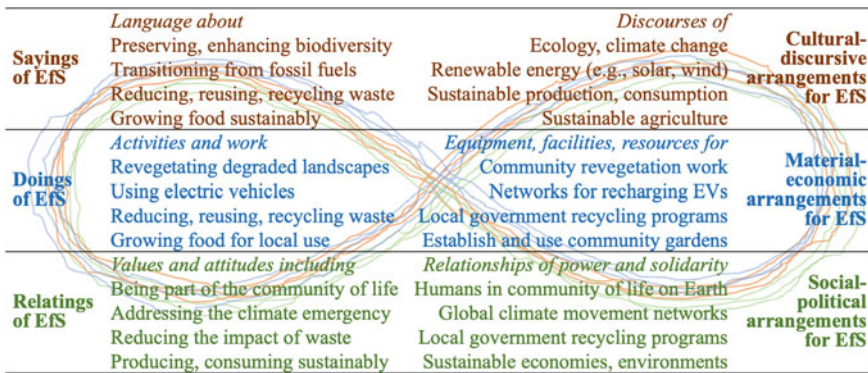 Sayings
of EfS
Language about
Preserving, enhancing biodiversity
Transitioning from fossil fuels
Reducing, reusing, recycling waste
Growing food sustainably
Discourses of
Ecology, climate change
Renewable energy (e.g., solar, wind)
Sustainable production, consumption
Sustainable agriculture
Cultural-
discursive
arrangements
for EfS
Doings
of EfS
Activities and work
Revegetating degraded landscapes
Using electric vehicles
Reducing, reusing, recycling waste
Growing food for local use
Equipment, facilities, resources for
Community revegetation work
Networks for recharging EVs
Local government recycling programs
Establish and use community gardens
Material-
economic
arrangements
for EfS
Relatings
of EfS
Values and attitudes including
Being part of the community of life
Addressing the climate emergency
Reducing the impact of waste
Producing, consuming sustainably
Relationships of power and solidarity
Humans in community of life on Earth
Global climate movement networks
Local government recycling programs
Sustainable economies, environments
Social-
political
arrangements
for EfS